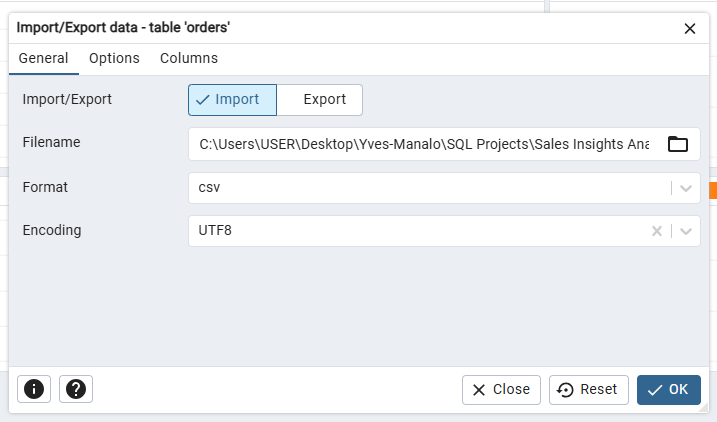 Import/Export data - table 'orders'
General Options Columns
Import/Export Import Export
Filename C:\Users\USER\Desktop\Yves-Manalo\SQL Projects\Sales Insights Ana
Format csv
Encoding UTF8
Close Reset OK